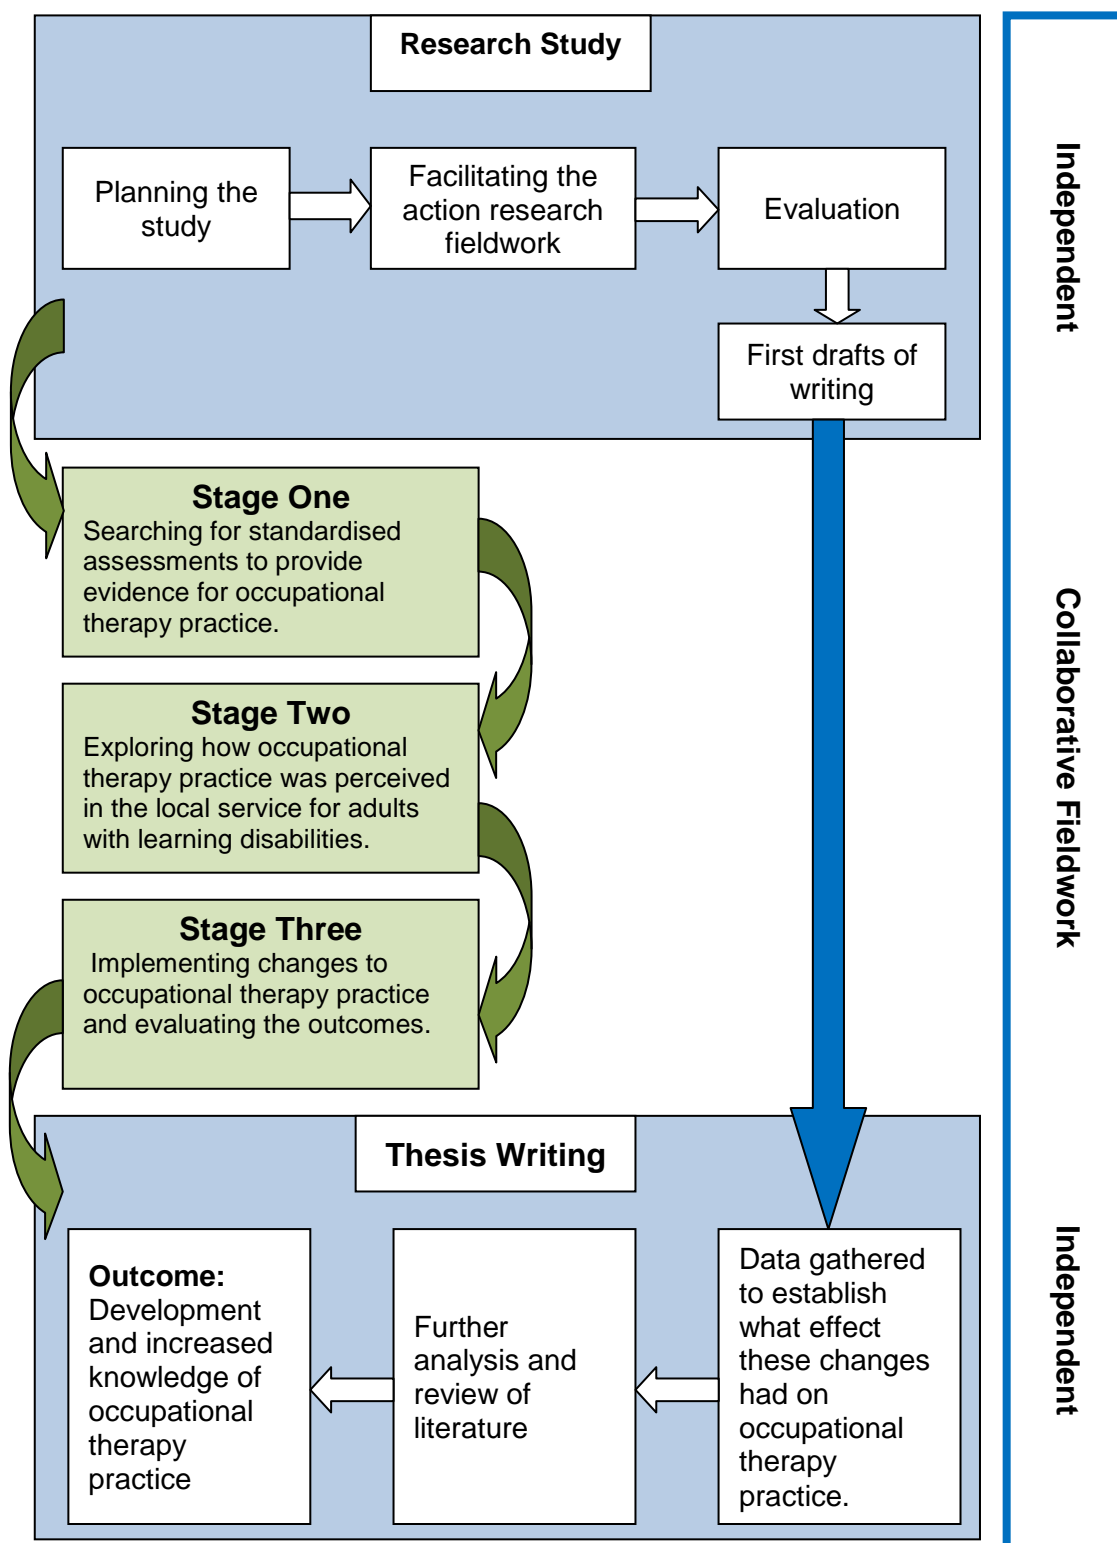 Research Study
Planning the
study
Facilitating the
action research
fieldwork
Evaluation
First drafts of
writing
Independent
Stage One
Searching for standardised
assessments to provide
evidence for occupational
therapy practice.
Stage Two
Exploring how occupational
therapy practice was perceived
in the local service for adults
with learning disabilities.
Stage Three
Implementing changes to
occupational therapy practice
and evaluating the outcomes.
Collaborative Fieldwork
Thesis Writing
Outcome:
Development
and increased
knowledge of
occupational
therapy
practice
Further
analysis and
review of
literature
Data gathered
to establish
what effect
these changes
had on
occupational
therapy
practice.
Independent